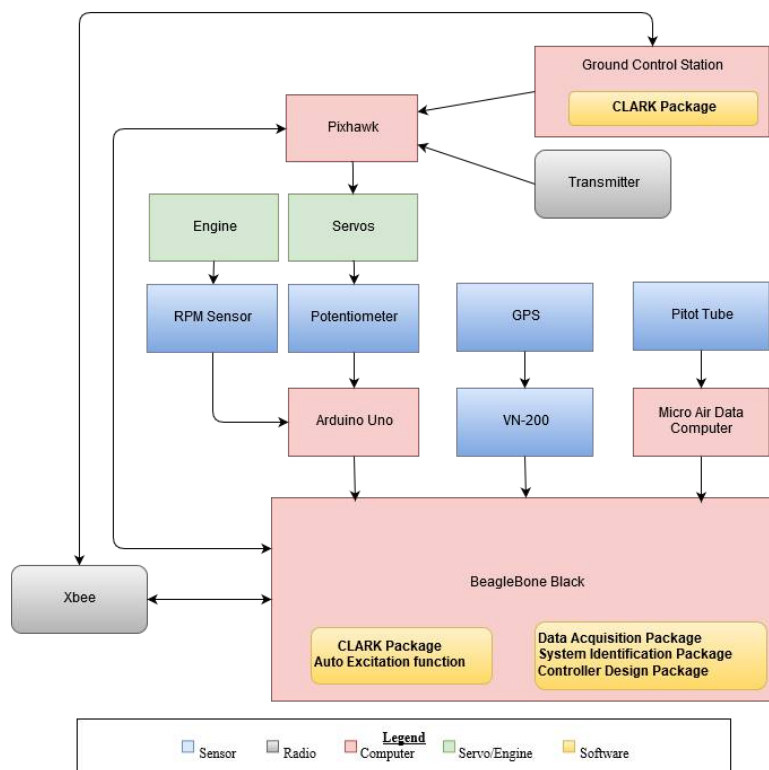 Ground Control Station
CLARK Package
Pixhawk
Transmitter
Engine
Servos
RPM Sensor
Potentiometer
GPS
Pitot Tube
Arduino Uno
VN-200
Micro Air Data
Computer
BeagleBone Black
Xbee
CLARK Package
Auto Excitation function
Data Acquisition Package
System Identification Package
Controller Design Package
Legend
Sensor
Radio
Computer
Servo/Engine
Software